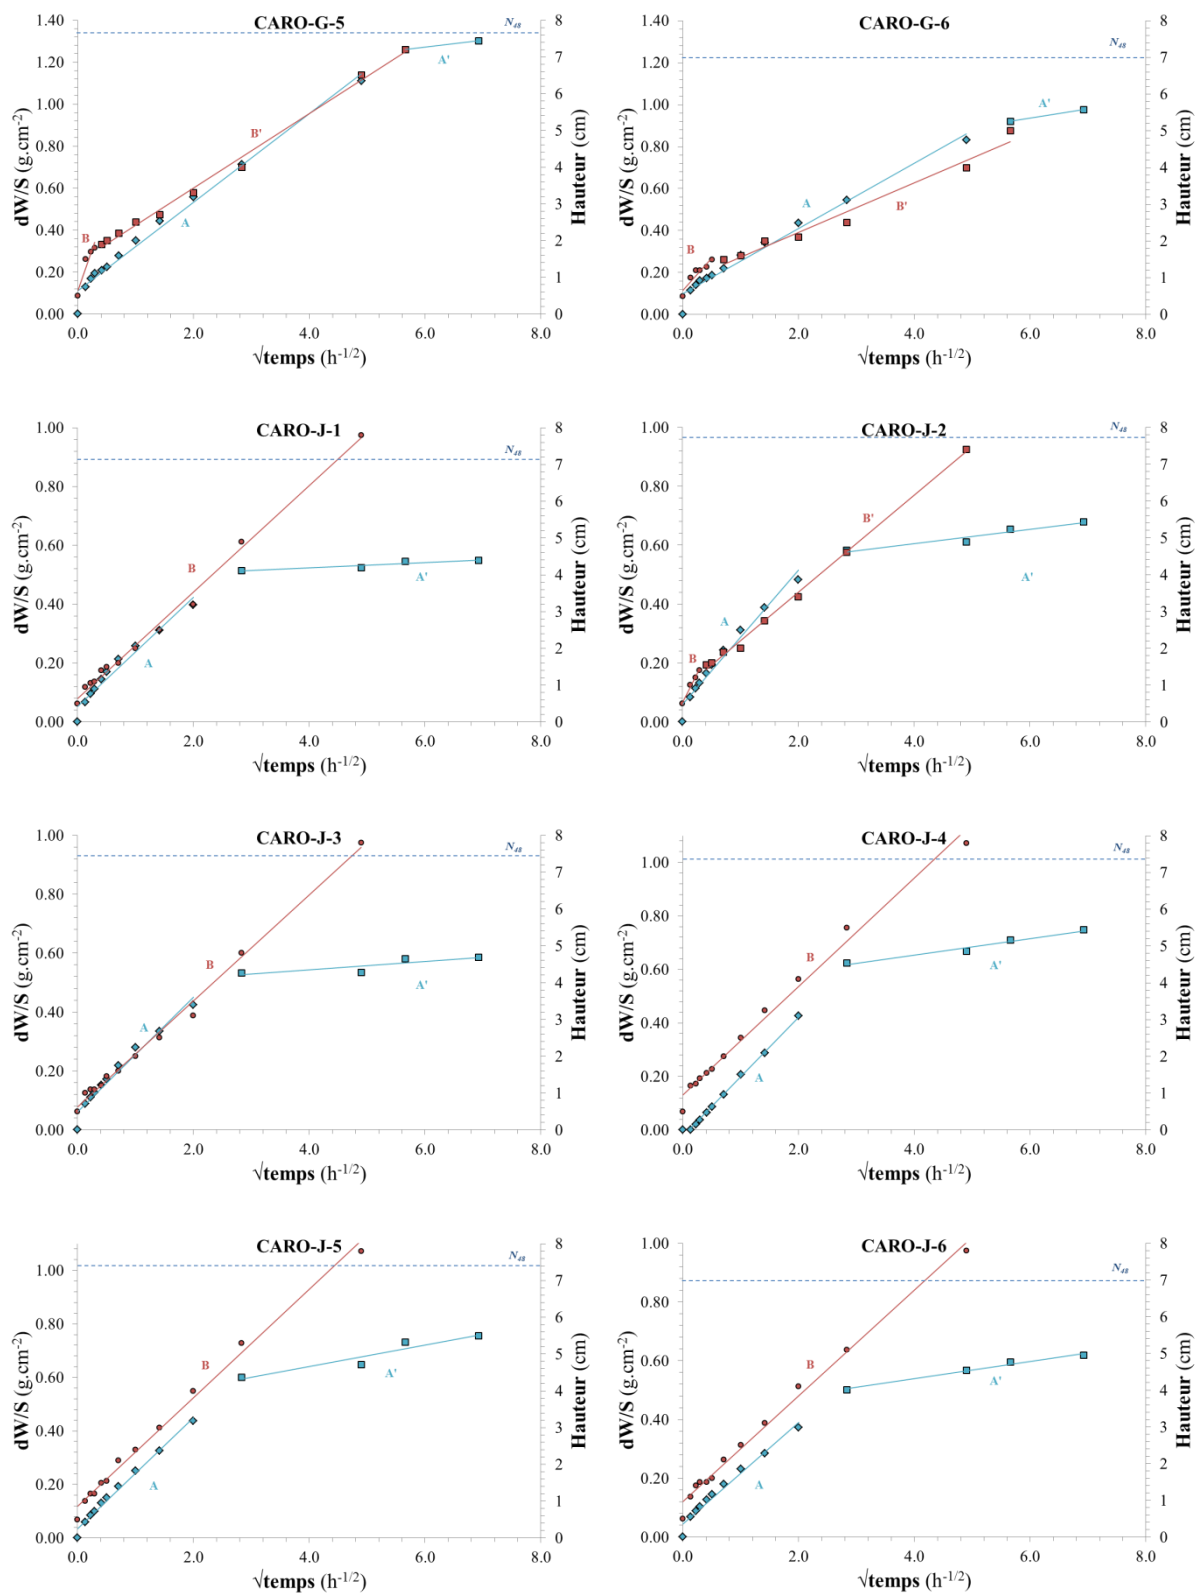 CARO-G-5
N48
1.40
1.20
1.00
0.80
0.60
0.40
0.20
0.00
8
7
6
5
4
3
2
1
0
0.0 2.0 4.0 6.0 8.0
dW/S (g.cm-2)
Hauteur (cm)
√temps (h-1/2)
A
A'
B
B'
CARO-G-6
N48
1.40
1.20
1.00
0.80
0.60
0.40
0.20
0.00
8
7
6
5
4
3
2
1
0
0.0 2.0 4.0 6.0 8.0
dW/S (g.cm-2)
Hauteur (cm)
√temps (h-1/2)
A
A'
B
B'
CARO-J-1
N48
1.00
0.80
0.60
0.40
0.20
0.00
8
7
6
5
4
3
2
1
0
0.0 2.0 4.0 6.0 8.0
dW/S (g.cm-2)
Hauteur (cm)
√temps (h-1/2)
A
A'
B
CARO-J-2
N48
1.00
0.80
0.60
0.40
0.20
0.00
8
7
6
5
4
3
2
1
0
0.0 2.0 4.0 6.0 8.0
dW/S (g.cm-2)
Hauteur (cm)
√temps (h-1/2)
A
A'
B
B'
CARO-J-3
N48
1.00
0.80
0.60
0.40
0.20
0.00
8
7
6
5
4
3
2
1
0
0.0 2.0 4.0 6.0 8.0
dW/S (g.cm-2)
Hauteur (cm)
√temps (h-1/2)
A
A'
B
CARO-J-4
N48
1.00
0.80
0.60
0.40
0.20
0.00
8
7
6
5
4
3
2
1
0
0.0 2.0 4.0 6.0 8.0
dW/S (g.cm-2)
Hauteur (cm)
√temps (h-1/2)
A
A'
B
CARO-J-5
N48
1.00
0.80
0.60
0.40
0.20
0.00
8
7
6
5
4
3
2
1
0
0.0 2.0 4.0 6.0 8.0
dW/S (g.cm-2)
Hauteur (cm)
√temps (h-1/2)
A
A'
B
CARO-J-6
N48
1.00
0.80
0.60
0.40
0.20
0.00
8
7
6
5
4
3
2
1
0
0.0 2.0 4.0 6.0 8.0
dW/S (g.cm-2)
Hauteur (cm)
√temps (h-1/2)
A
A'
B